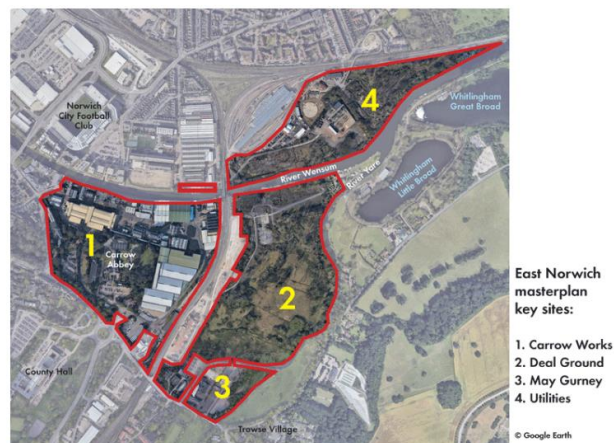 Norwich
City Football
Club
4
Whitlingham
Great Broad
River Wensum
River Yare
Whitlingham
Little Broad
1
Carrow
Abbey
2
3
County Hall
Trowse Village
East Norwich
masterplan
key sites:
1. Carrow Works
2. Deal Ground
3. May Gurney
4. Utilities
© Google Earth